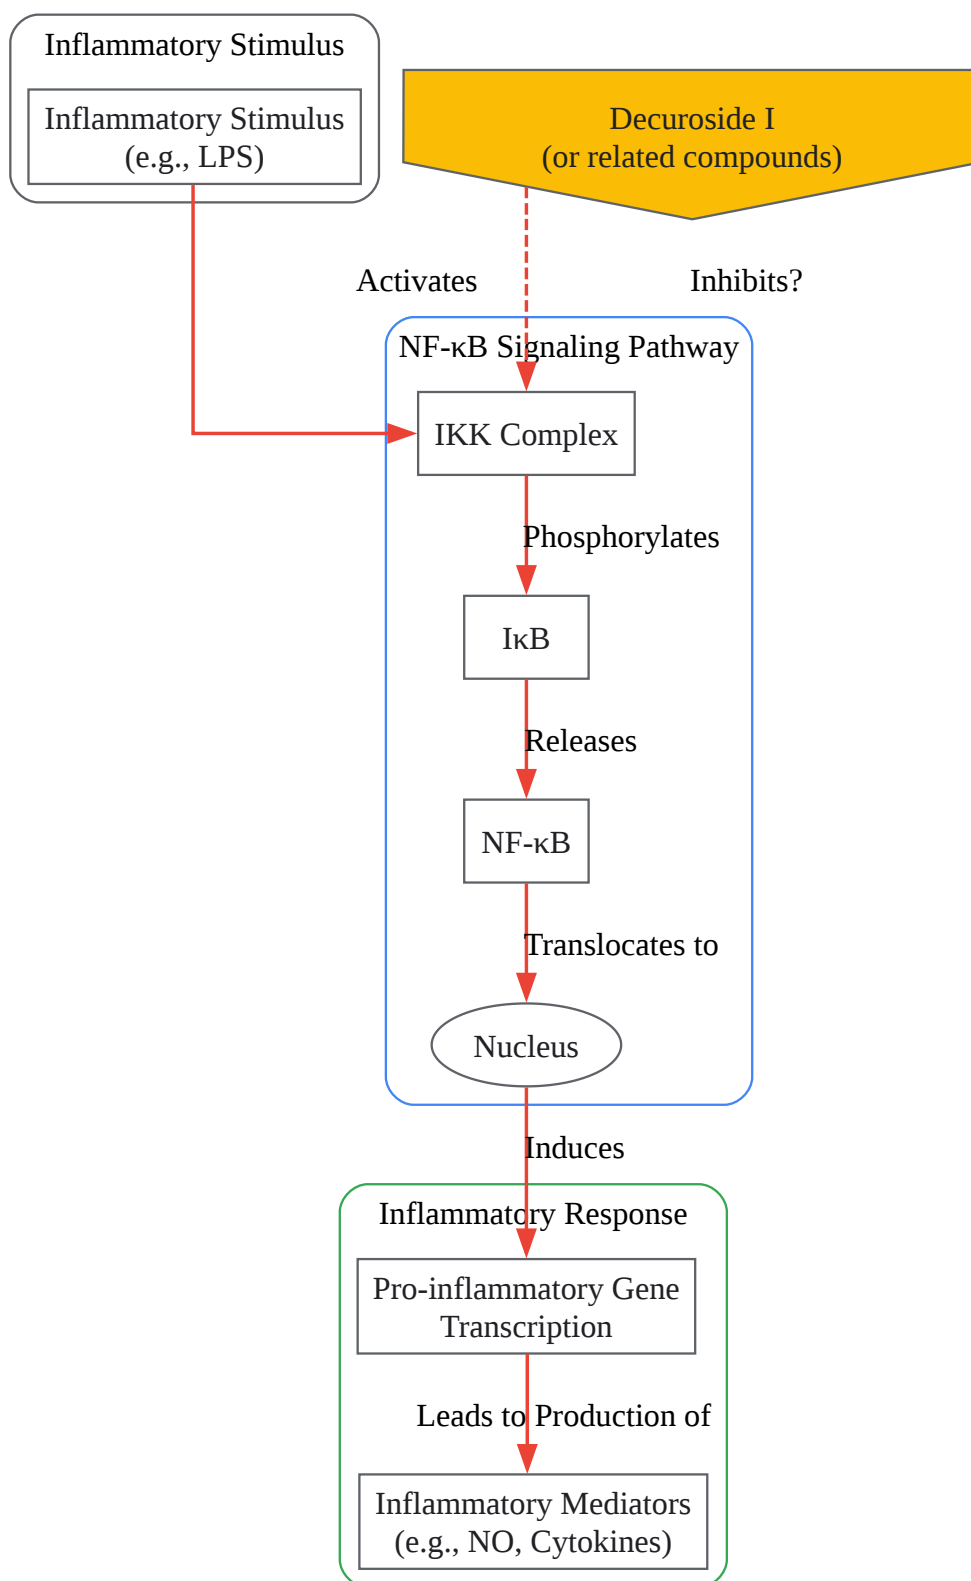 Inflammatory Stimulus
Inflammatory Stimulus
(e.g., LPS)
Decuroside I
(or related compounds)
Activates
Inhibits?
NF-κB Signaling Pathway
IKK Complex
Phosphorylates
IκB
Releases
NF-κB
Translocates to
Nucleus
Induces
Inflammatory Response
Pro-inflammatory Gene
Transcription
Leads to Production of
Inflammatory Mediators
(e.g., NO, Cytokines)